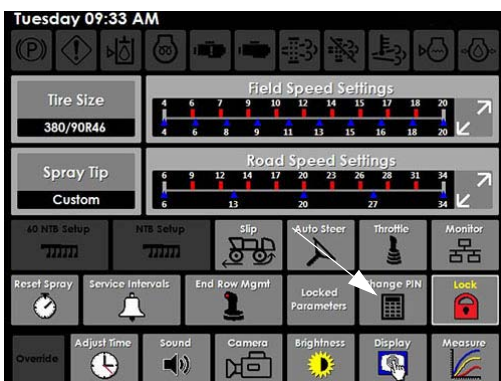 Tuesday 09:33 AM
(P)
Tire Size
380/90R46
Field Speed Settings
4 6 7 9 10 12 14 15 17 18 20
4 6 8 9 11 13 15 16 18 20
Spray Tip
Custom
Road Speed Settings
6 9 12 14 17 20 23 26 28 31 34
6 13 20 27 34
60 NTB Setup
NTB Setup
Slip
Auto Steer
Throttle
Monitor
Reset Spray
Service Intervals
End Row Mgmt
Locked
Parameters
hange PIN
Lock
Override
Adjust Time
Sound
Camera
Brightness
Display
Measure